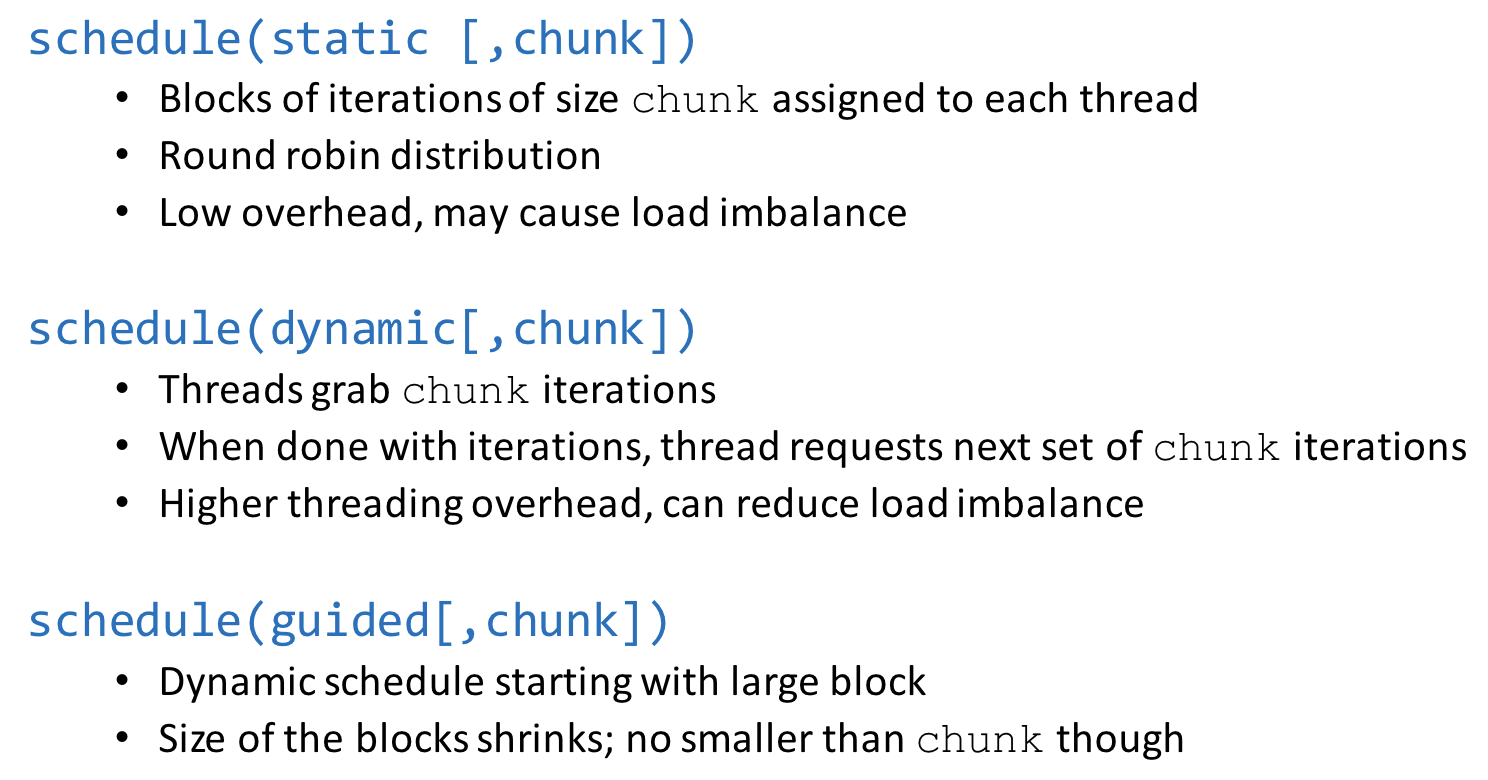 schedule(static [,chunk])
• Blocks of iterations of size chunk assigned to each thread
• Round robin distribution
• Low overhead, may cause load imbalance
schedule(dynamic[,chunk])
• Threads grab chunk iterations
• When done with iterations, thread requests next set of chunk iterations
• Higher threading overhead, can reduce load imbalance
schedule(guided[,chunk])
• Dynamic schedule starting with large block
• Size of the blocks shrinks; no smaller than chunk though